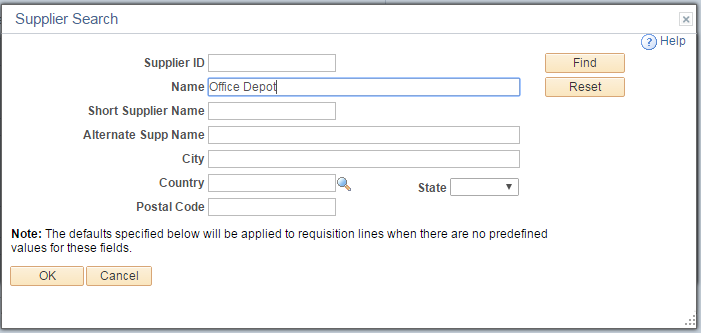 Supplier Search
Help
Supplier ID
Find
Name Office Depot
Reset
Short Supplier Name
Alternate Supp Name
City
Country
State
Postal Code
Note: The defaults specified below will be applied to requisition lines when there are no predefined
values for these fields.
OK Cancel